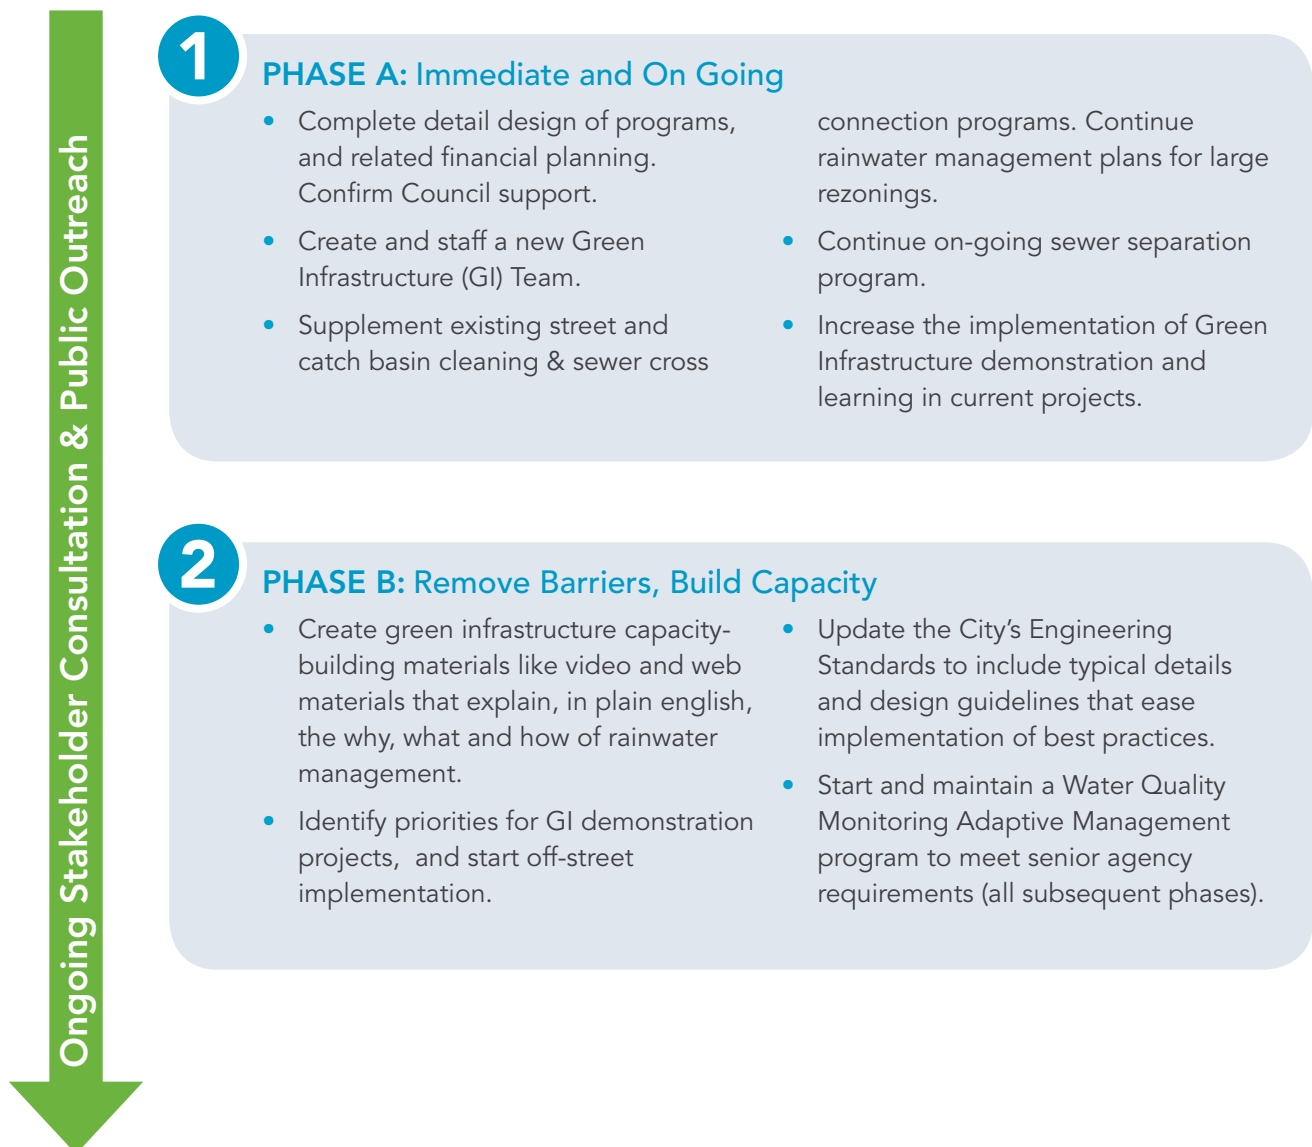 Ongoing Stakeholder Consultation & Public Outreach
1
PHASE A: Immediate and On Going
• Complete detail design of programs,
and related financial planning.
Confirm Council support.
• Create and staff a new Green
Infrastructure (GI) Team.
• Supplement existing street and
catch basin cleaning & sewer cross
connection programs. Continue
rainwater management plans for large
rezonings.
• Continue on-going sewer separation
program.
• Increase the implementation of Green
Infrastructure demonstration and
learning in current projects.
2
PHASE B: Remove Barriers, Build Capacity
• Create green infrastructure capacity-
building materials like video and web
materials that explain, in plain english,
the why, what and how of rainwater
management.
• Identify priorities for GI demonstration
projects,  and start off-street
implementation.
• Update the City’s Engineering
Standards to include typical details
and design guidelines that ease
implementation of best practices.
• Start and maintain a Water Quality
Monitoring Adaptive Management
program to meet senior agency
requirements (all subsequent phases).